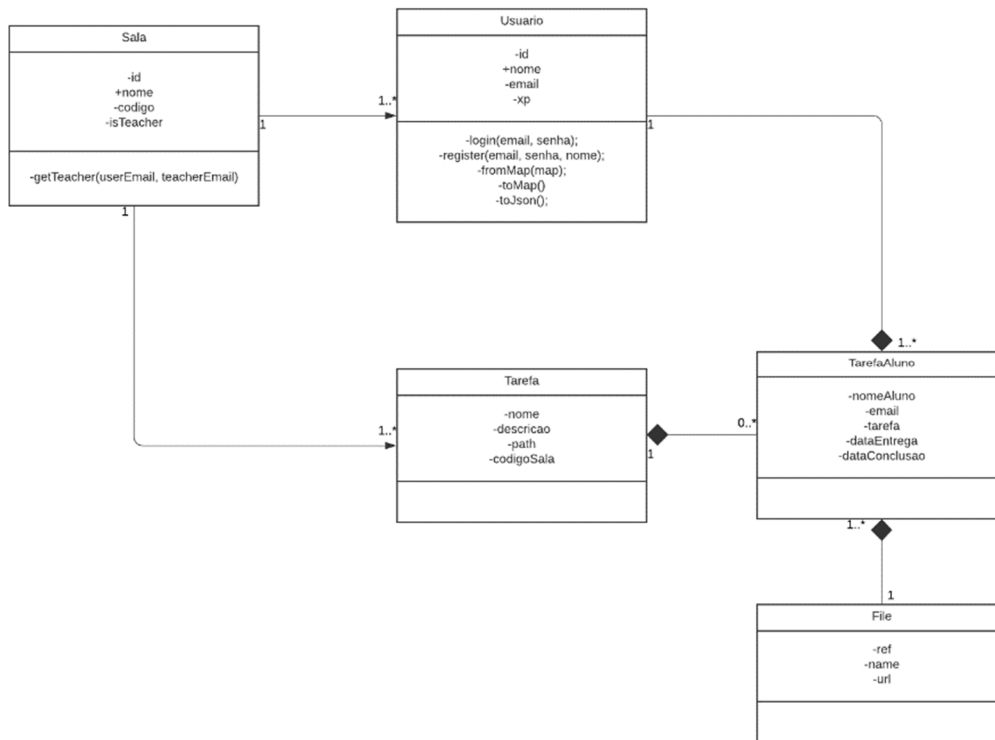 Sala
-id
+nome
-codigo
-isTeacher
-getTeacher(userEmail, teacherEmail)
1
1..*
1
Usuario
-id
+nome
-email
-xp
-login(email, senha);
-register(email, senha, nome);
-fromMap(map);
-toMap()
-toJson();
1
1..*
1..*
Tarefa
-nome
-descricao
-path
-codigoSala
1
0..*
TarefaAluno
-nomeAluno
-email
-tarefa
-dataEntrega
-dataConclusao
1..*
1
File
-ref
-name
-url